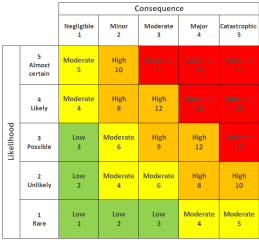 Consequence
Negligible 1
Minor 2
Moderate 3
Major 4
Catastrophic 5
Likelihood
5 Almost certain
Moderate 5
High 10
4 Likely
Moderate 4
High 8
High 12
3 Possible
Low 3
Moderate 6
High 9
High 12
2 Unlikely
Low 2
Moderate 4
Moderate 6
High 8
High 10
1 Rare
Low 1
Low 2
Low 3
Moderate 4
Moderate 5